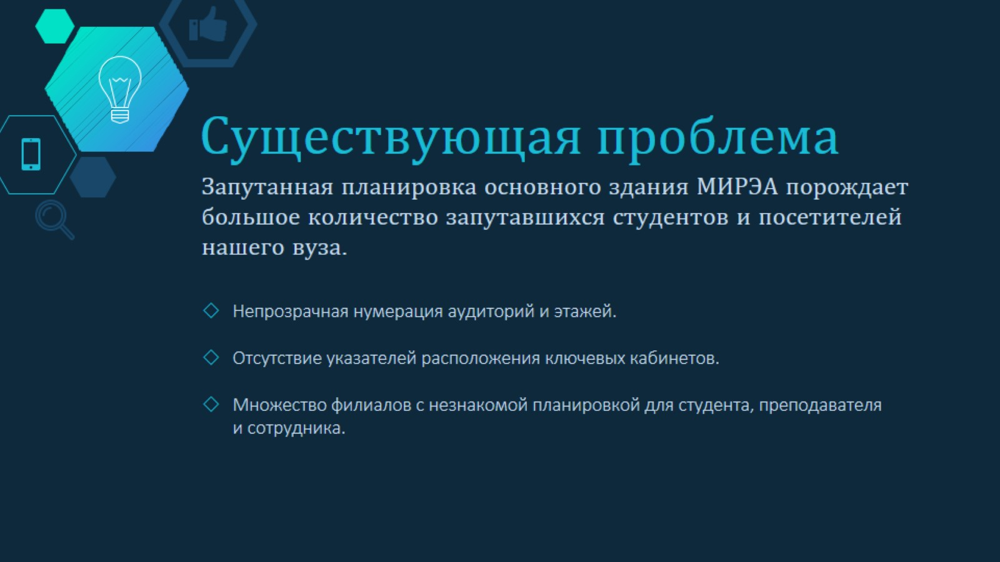 Существующая проблема
Запутанная планировка основного здания МИРЭА порождает
большое количество запутавшихся студентов и посетителей
нашего вуза.
Непрозрачная нумерация аудиторий и этажей.
Отсутствие указателей расположения ключевых кабинетов.
Множество филиалов с незнакомой планировкой для студента, преподавателя
и сотрудника.